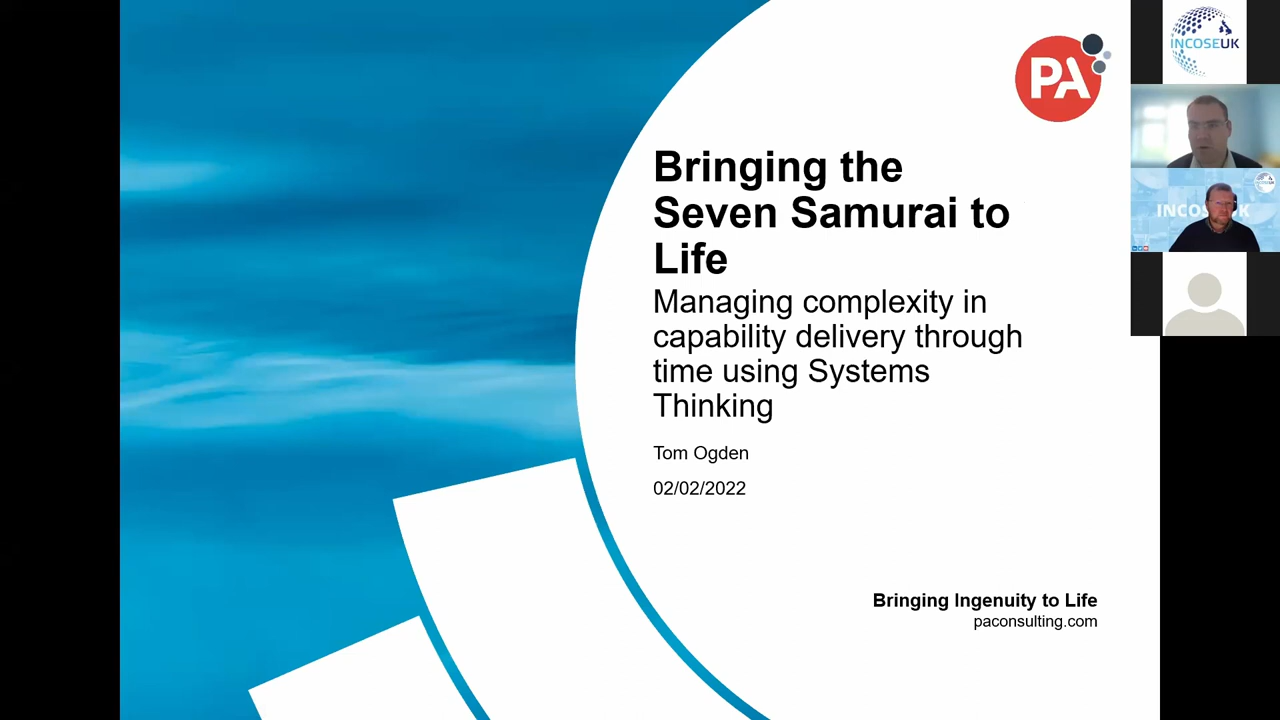 PA
Bringing the
Seven Samurai to
Life
Managing complexity in
capability delivery through
time using Systems
Thinking
Tom Ogden
02/02/2022
Bringing Ingenuity to Life
paconsulting.com
INCOSEUK